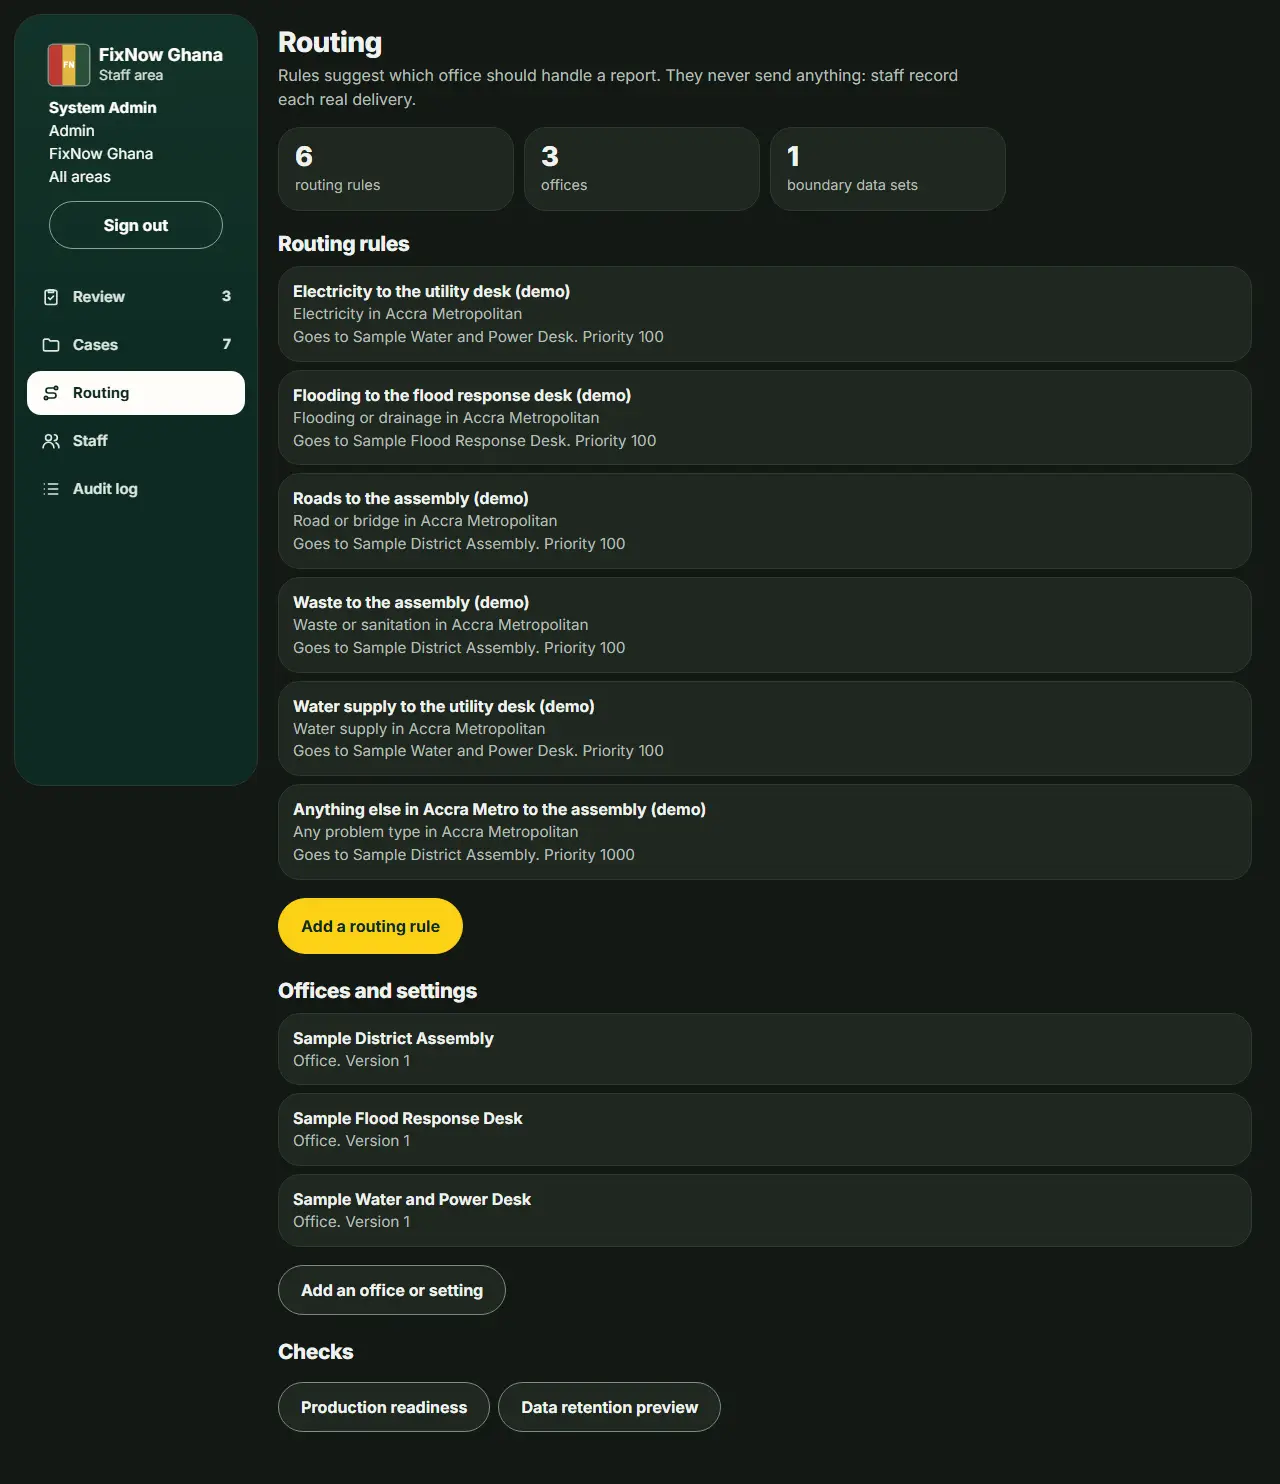 FN
FixNow Ghana
Staff area
System Admin
Admin
FixNow Ghana
All areas
Sign out
Review 3
Cases 7
Routing
Staff
Audit log
Routing
Rules suggest which office should handle a report. They never send anything: staff record
each real delivery.
6
routing rules
3
offices
1
boundary data sets
Routing rules
Electricity to the utility desk (demo)
Electricity in Accra Metropolitan
Goes to Sample Water and Power Desk. Priority 100
Flooding to the flood response desk (demo)
Flooding or drainage in Accra Metropolitan
Goes to Sample Flood Response Desk. Priority 100
Roads to the assembly (demo)
Road or bridge in Accra Metropolitan
Goes to Sample District Assembly. Priority 100
Waste to the assembly (demo)
Waste or sanitation in Accra Metropolitan
Goes to Sample District Assembly. Priority 100
Water supply to the utility desk (demo)
Water supply in Accra Metropolitan
Goes to Sample Water and Power Desk. Priority 100
Anything else in Accra Metro to the assembly (demo)
Any problem type in Accra Metropolitan
Goes to Sample District Assembly. Priority 1000
Add a routing rule
Offices and settings
Sample District Assembly
Office. Version 1
Sample Flood Response Desk
Office. Version 1
Sample Water and Power Desk
Office. Version 1
Add an office or setting
Checks
Production readiness
Data retention preview